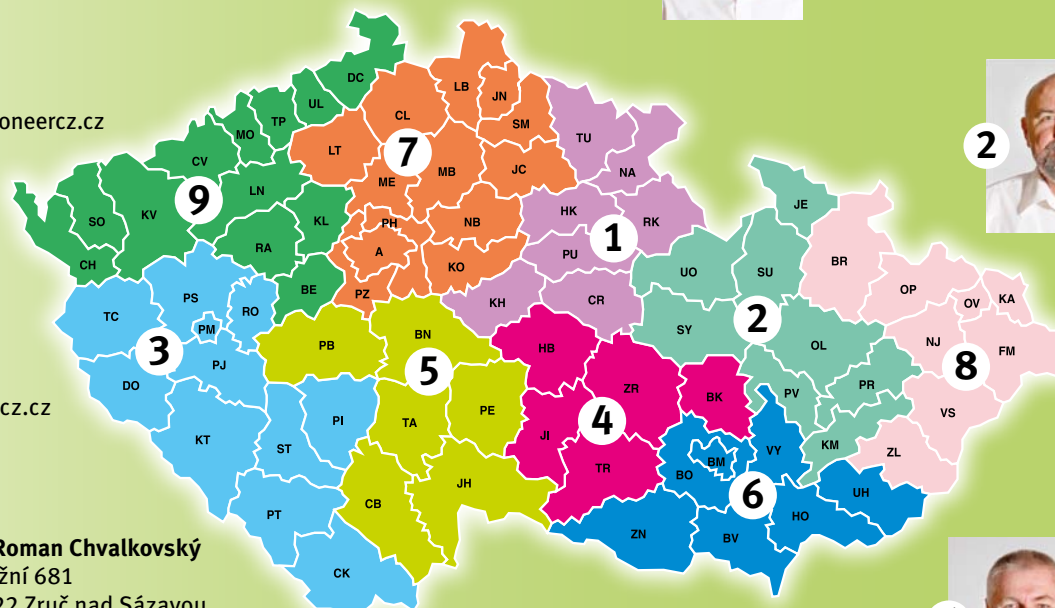 oneercz.cz
cz.cz
Roman Chvalkovský
žní 681
22 Zruč nad Sázavou
DC
UL
TP
MO
CV
LN
KV
SO
CH
KL
RA
BE
9
LB
JN
SM
CL
LT
7
MB
JC
ME
PH
NB
A
KO
PZ
TU
NA
HK
RK
1
PU
KH
CR
JE
UO
SU
SY
2
OL
PR
PV
KM
BR
OP
OV
KA
NJ
FM
8
VS
ZL
TC
PS
RO
PM
3
PJ
DO
KT
ST
PI
PT
CK
PB
BN
5
TA
PE
CB
JH
HB
ZR
BK
4
JI
TR
VY
BM
BO
6
UH
HO
ZN
BV
2